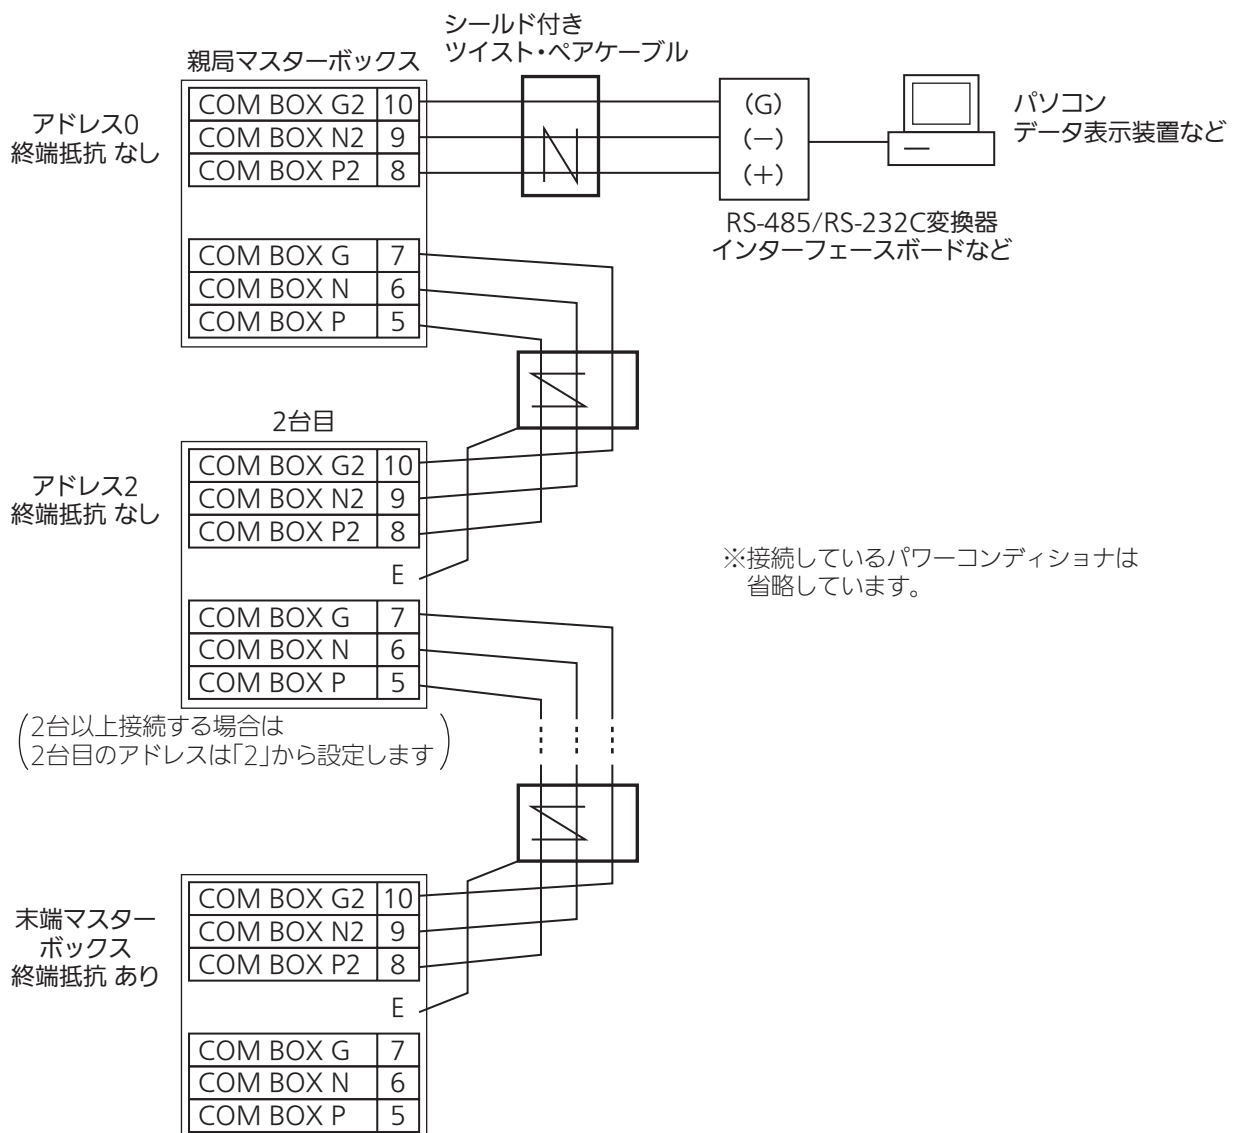 シールド付き
ツイスト・ペアケーブル
親局マスターボックス
アドレス0
終端抵抗 なし
COM BOX G2 10
COM BOX N2 9
COM BOX P2 8
COM BOX G 7
COM BOX N 6
COM BOX P 5
(G)
(−)
(+)
RS-485/RS-232C変換器
インターフェースボードなど
パソコン
データ表示装置など
2台目
アドレス2
終端抵抗 なし
COM BOX G2 10
COM BOX N2 9
COM BOX P2 8
E
COM BOX G 7
COM BOX N 6
COM BOX P 5
※接続しているパワーコンディショナは
省略しています。
(2台以上接続する場合は
2台目のアドレスは「2」から設定します)
末端マスター
ボックス
終端抵抗 あり
COM BOX G2 10
COM BOX N2 9
COM BOX P2 8
E
COM BOX G 7
COM BOX N 6
COM BOX P 5